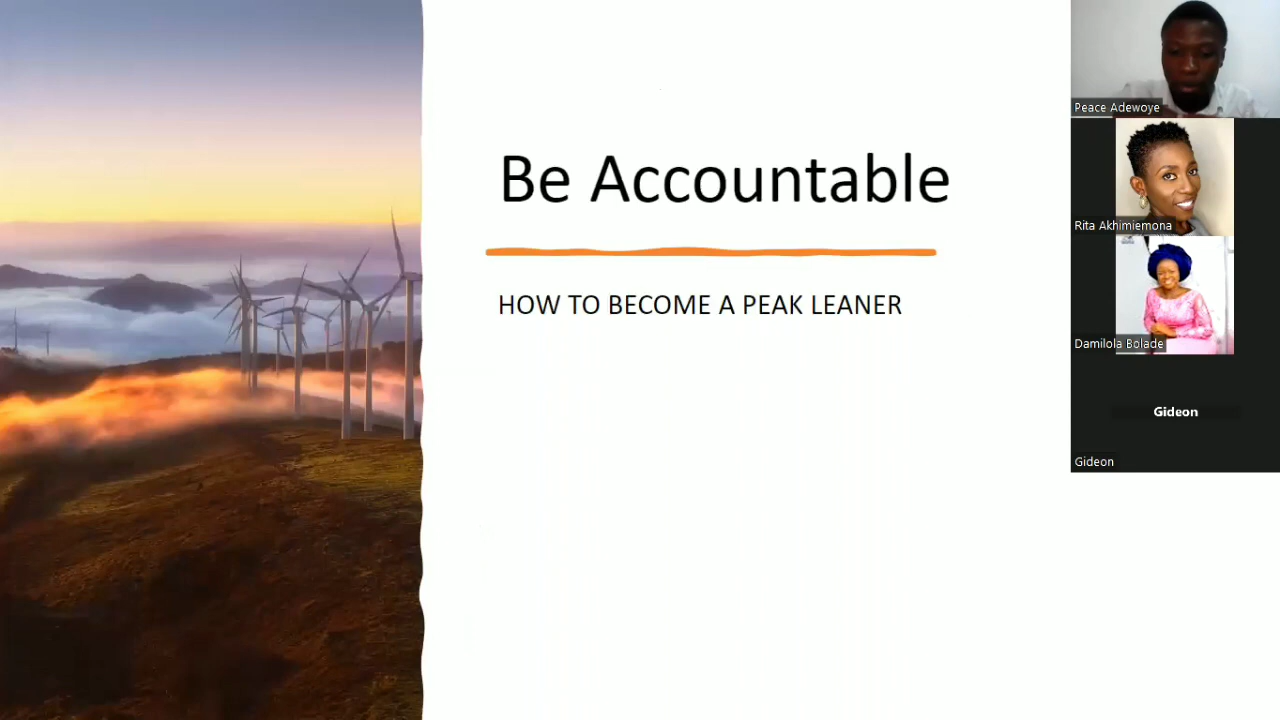 Be Accountable
HOW TO BECOME A PEAK LEANER
Peace Adewoye
Rita Akhimiemona
Damilola Bolade
Gideon
Gideon